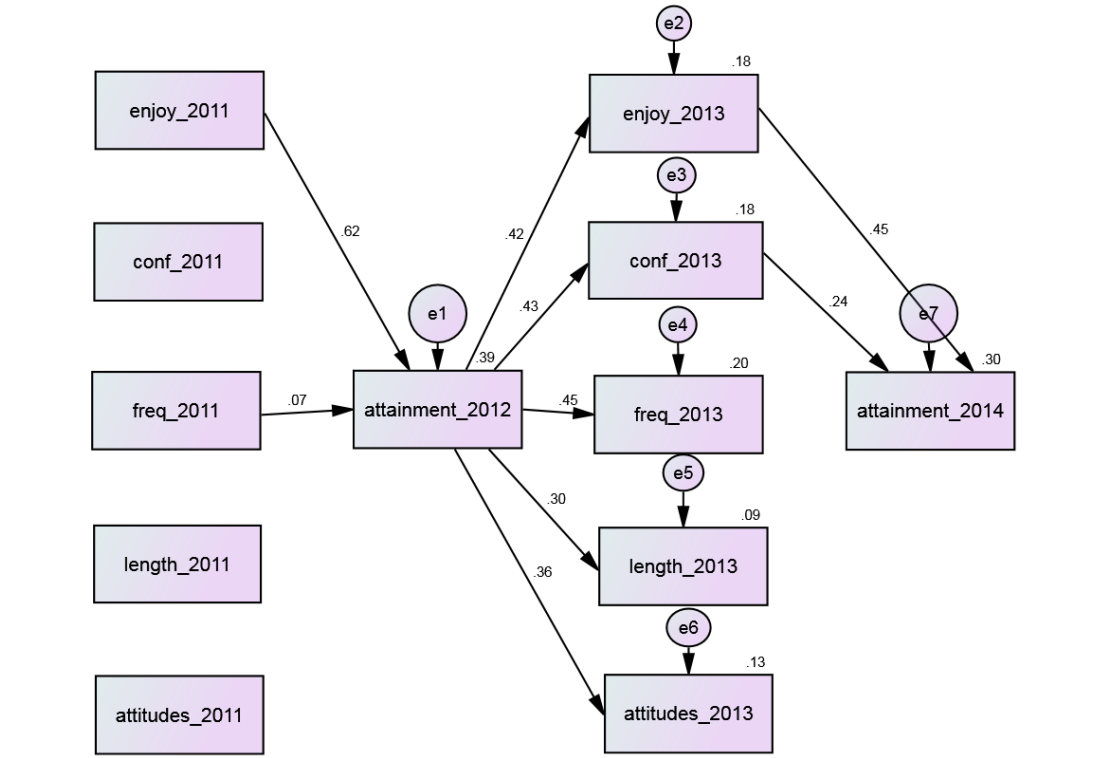 e2
.18
enjoy_2011
enjoy_2013
e3
.18
.62
.42
.45
conf_2011
conf_2013
.43
.24
e1
e4
e7
.39
.20
.30
freq_2011
.07
attainment_2012
.45
freq_2013
attainment_2014
e5
.30
.09
length_2011
length_2013
.36
e6
.13
attitudes_2011
attitudes_2013